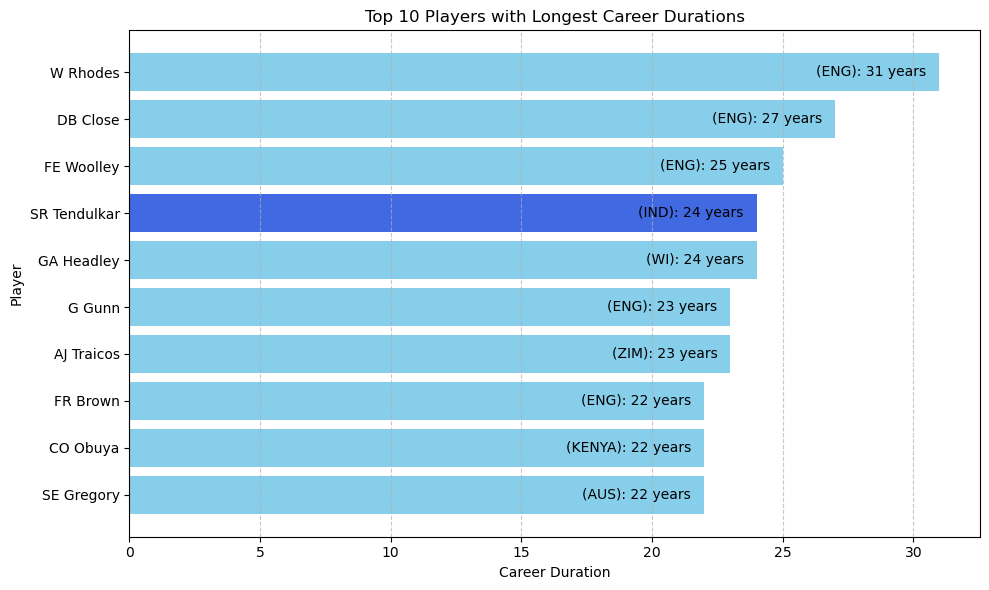 Top 10 Players with Longest Career Durations
W Rhodes (ENG): 31 years
DB Close (ENG): 27 years
FE Woolley (ENG): 25 years
SR Tendulkar (IND): 24 years
GA Headley (WI): 24 years
G Gunn (ENG): 23 years
AJ Traicos (ZIM): 23 years
FR Brown (ENG): 22 years
CO Obuya (KENYA): 22 years
SE Gregory (AUS): 22 years
Player
0 5 10 15 20 25 30
Career Duration